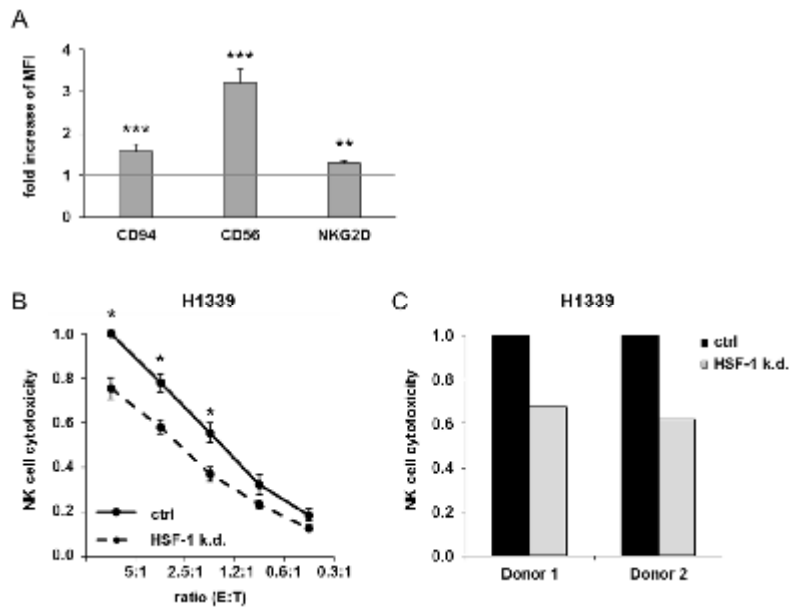 A
fold increase of MFI
4
3
2
1
0
***
***
**
CD94
CD56
NKG2D
B
H1339
NK cell cytotoxicity
1.0
0.8
0.6
0.4
0.2
0.0
*
*
*
ctrl
HSF-1 k.d.
5:1
2.5:1
1.2:1
0.6:1
0.3:1
ratio (E:T)
C
H1339
NK cell cytotoxicity
1.0
0.8
0.6
0.4
0.2
0.0
ctrl
HSF-1 k.d.
Donor 1
Donor 2